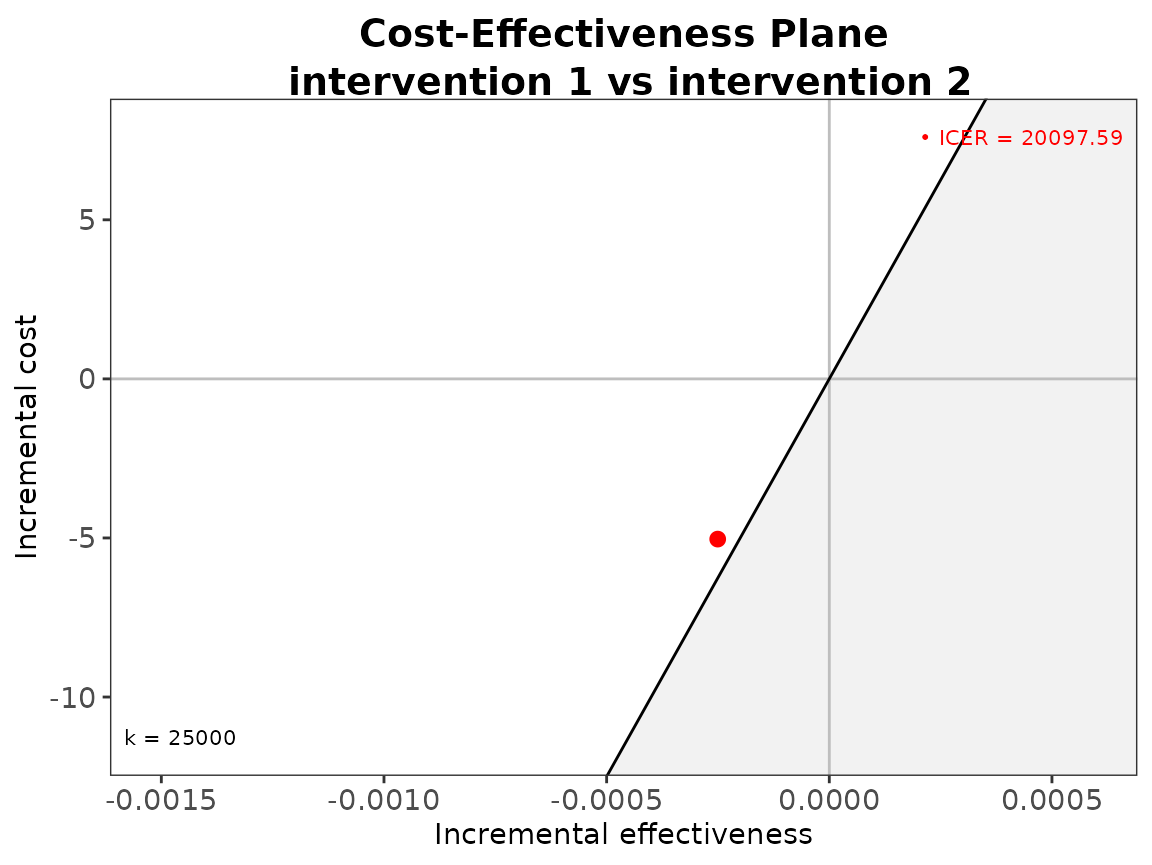 Cost-Effectiveness Plane
intervention 1 vs intervention 2
• ICER = 20097.59
5
0
-5
-10
Incremental cost
k = 25000
-0.0015
-0.0010
-0.0005
0.0000
0.0005
Incremental effectiveness